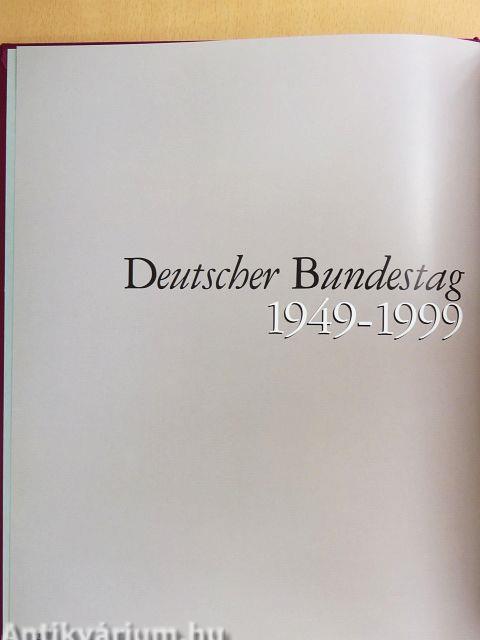 Deutscher Bundestag
1949-1999
Antikvárium.hu